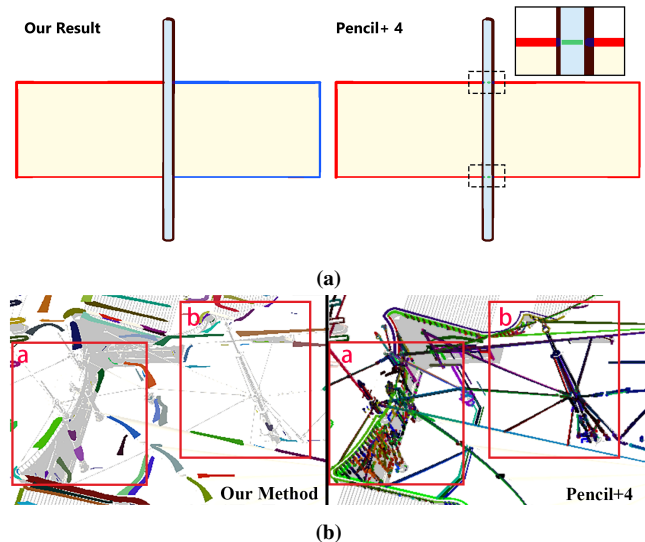 Our Result
Pencil+ 4
(a)
a
b
Our Method
a
b
Pencil+4
(b)